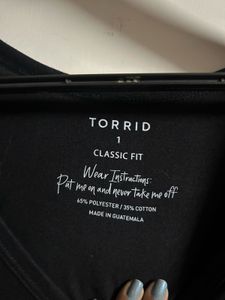 TORRID
1
CLASSIC FIT
Wear Instructions:
Put me on and never take me off
65% POLYESTER / 35% COTTON
MADE IN GUATEMALA